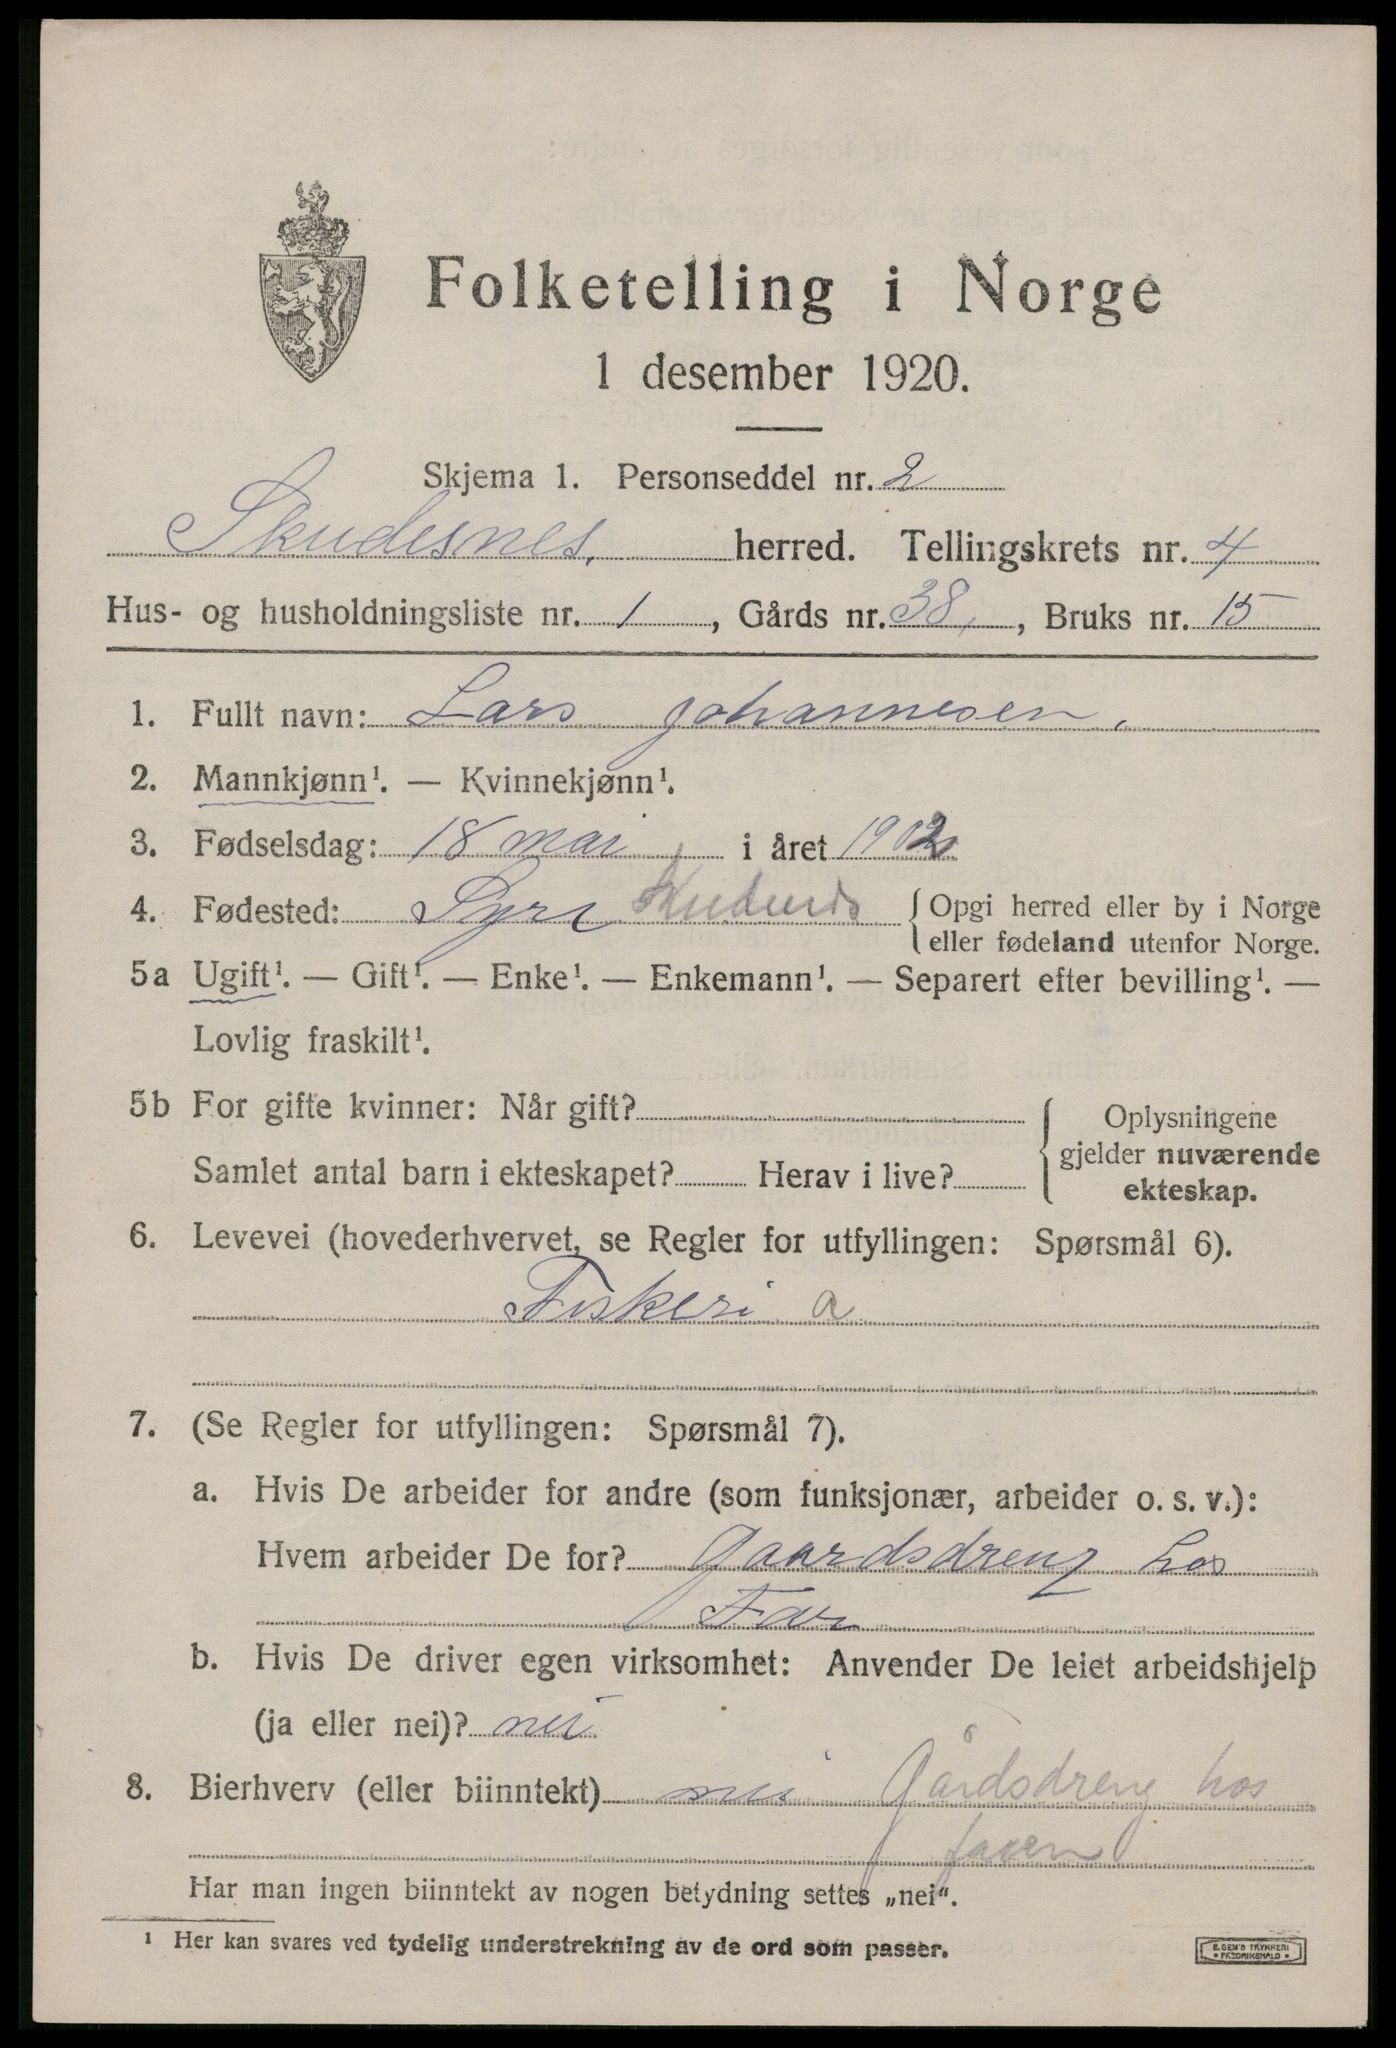 Folketelling i Norge
1 desember 1920.
Skjema 1. Personseddel nr. 2
Skudesnes, herred. Tellingskrets nr. 4
Hus- og husholdningsliste nr. 1, Gårds nr. 38, Bruks nr. 15
1. Fullt navn: Lars Johannesen.
2. Mannkjønn¹. — Kvinnekjønn¹.
3. Fødselsdag: 18 mai i året 1902
4. Fødested: Syre { Opgi herred eller by i Norge
eller fødeland utenfor Norge.
5a Ugift¹. — Gift¹. — Enke¹. — Enkemann¹. — Separert efter bevilling¹. —
Lovlig fraskilt¹.
5b For gifte kvinner: Når gift? { Oplysningene
gjelder nuværende
Samlet antal barn i ekteskapet? Herav i live? ekteskap.
6. Levevei (hovederhvervet, se Regler for utfyllingen: Spørsmål 6).
Fiskeri a
7. (Se Regler for utfyllingen: Spørsmål 7).
a. Hvis De arbeider for andre (som funksjonær, arbeider o. s. v.):
Hvem arbeider De for? Gaardsdreng hos
Far
b. Hvis De driver egen virksomhet: Anvender De leiet arbeidshjelp
(ja eller nei)? nei
8. Bierhverv (eller biinntekt) nei Gårdsdreng hos
faren
Har man ingen biinntekt av nogen betydning settes „nei“.
¹ Her kan svares ved tydelig understrekning av de ord som passer.
E. SEM'S TRYKKERI
FREDRIKSHALD